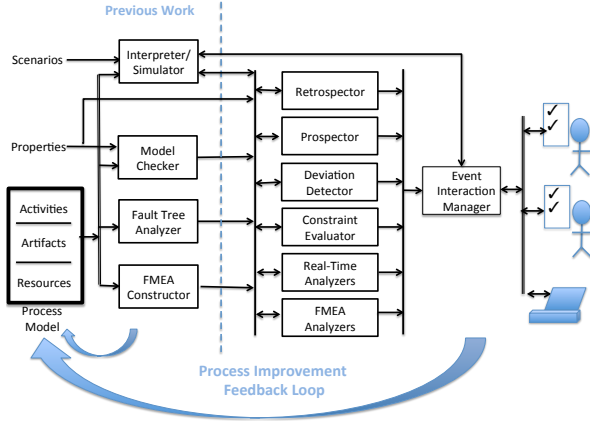 Previous Work
Scenarios
Interpreter/
Simulator
Retrospector
Properties
Model
Checker
Prospector
Deviation
Detector
Event
Interaction
Manager
Activities
Artifacts
Resources
Process
Model
Fault Tree
Analyzer
Constraint
Evaluator
FMEA
Constructor
Real-Time
Analyzers
FMEA
Analyzers
Process Improvement
Feedback Loop